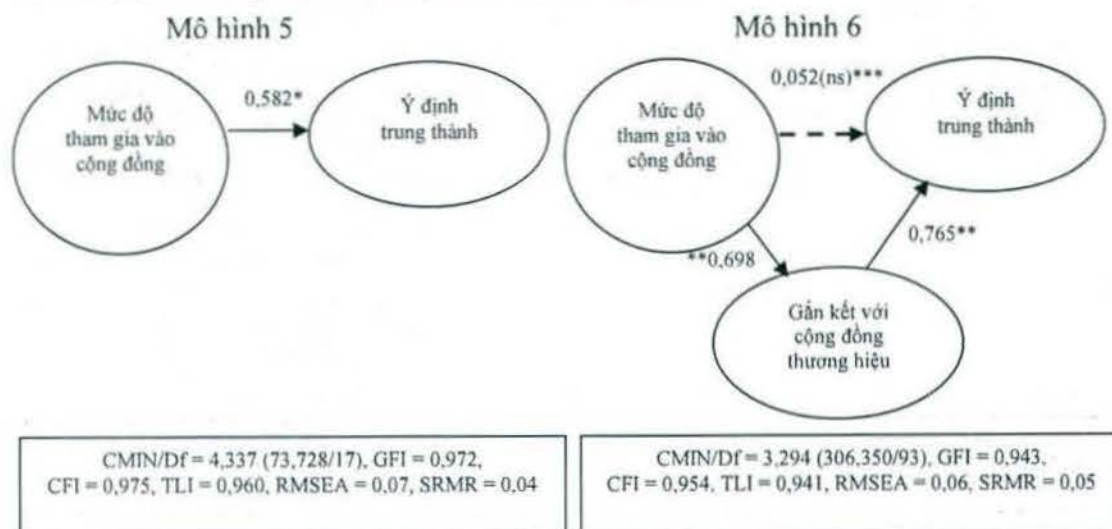 Mô hình 5
Mức độ
tham gia vào
cộng đồng
0,582*
Ý định
trung thành
CMIN/Df = 4,337 (73,728/17), GFI = 0,972,
CFI = 0,975, TLI = 0,960, RMSEA = 0,07, SRMR = 0,04
Mô hình 6
Mức độ
tham gia vào
cộng đồng
0,052(ns)***
Ý định
trung thành
**0,698
0,765**
Gắn kết với
cộng đồng
thương hiệu
CMIN/Df = 3,294 (306,350/93), GFI = 0,943,
CFI = 0,954, TLI = 0,941, RMSEA = 0,06, SRMR = 0,05